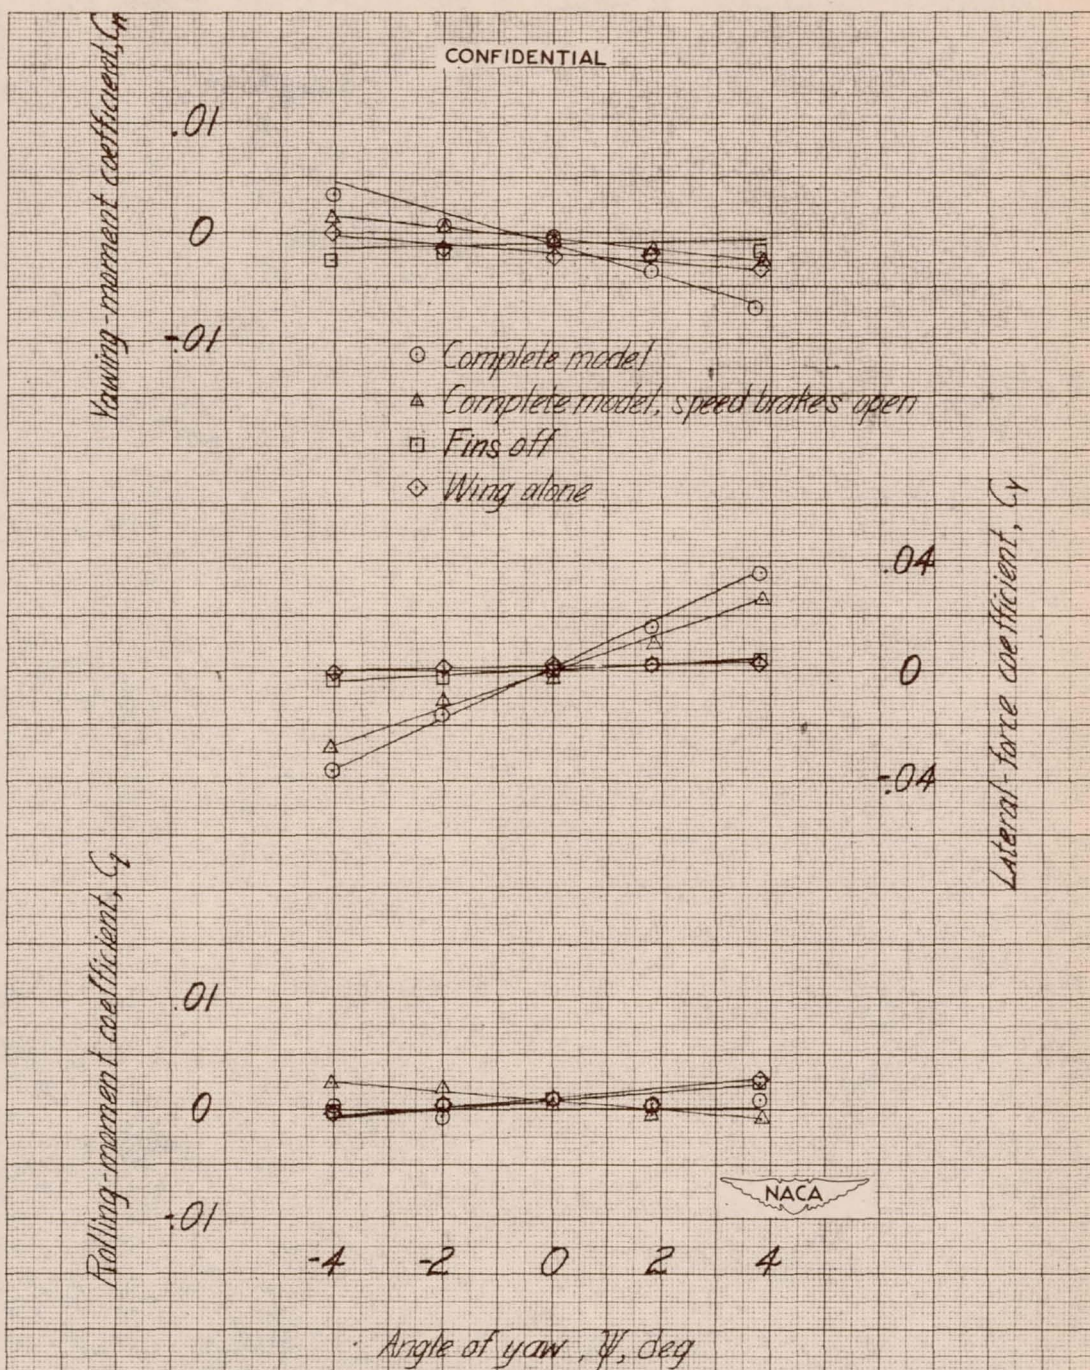 CONFIDENTIAL
Yawing-moment coefficient, Cn
.01
0
-.01
Complete model
Complete model, speed brakes open
Fins off
Wing alone
Lateral-force coefficient, CY
.04
0
-.04
Rolling-moment coefficient, Cl
.01
0
-.01
NACA
-4 -2 0 2 4
Angle of yaw, ψ, deg